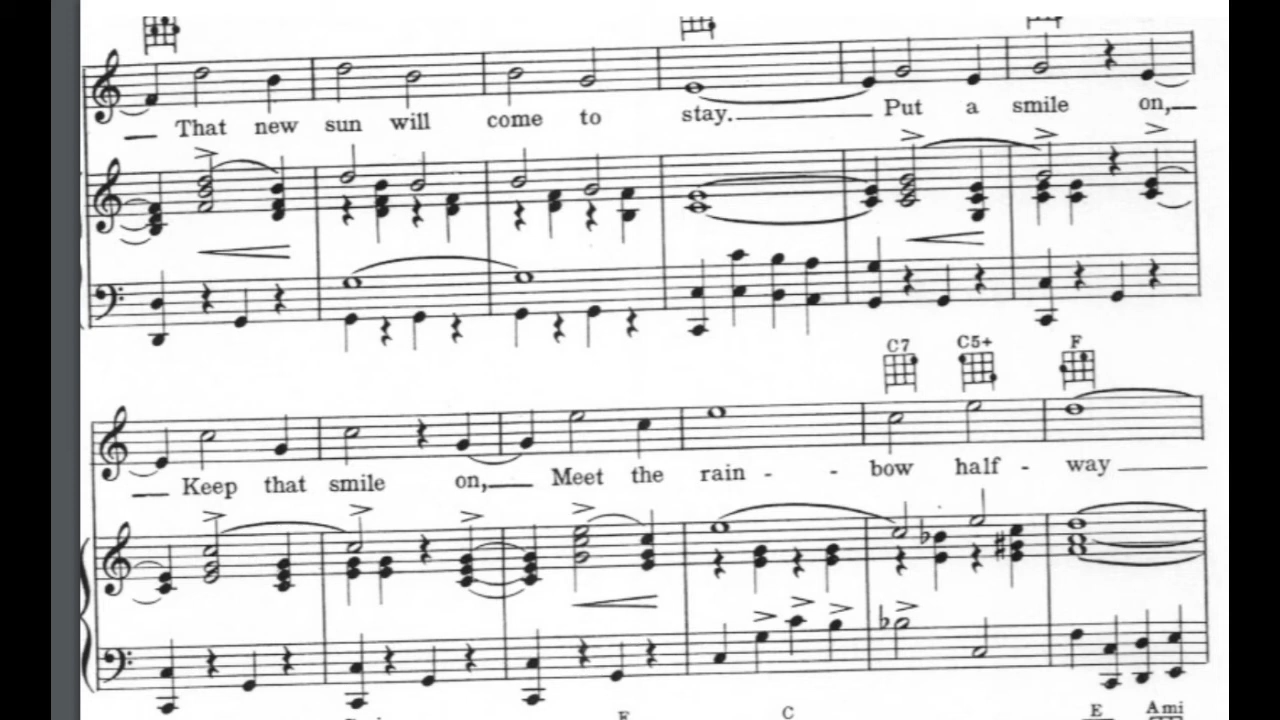 That new sun will come to stay. Put a smile on,
C7 C5+ F
Keep that smile on, Meet the rain - - bow half - way
F C E Ami